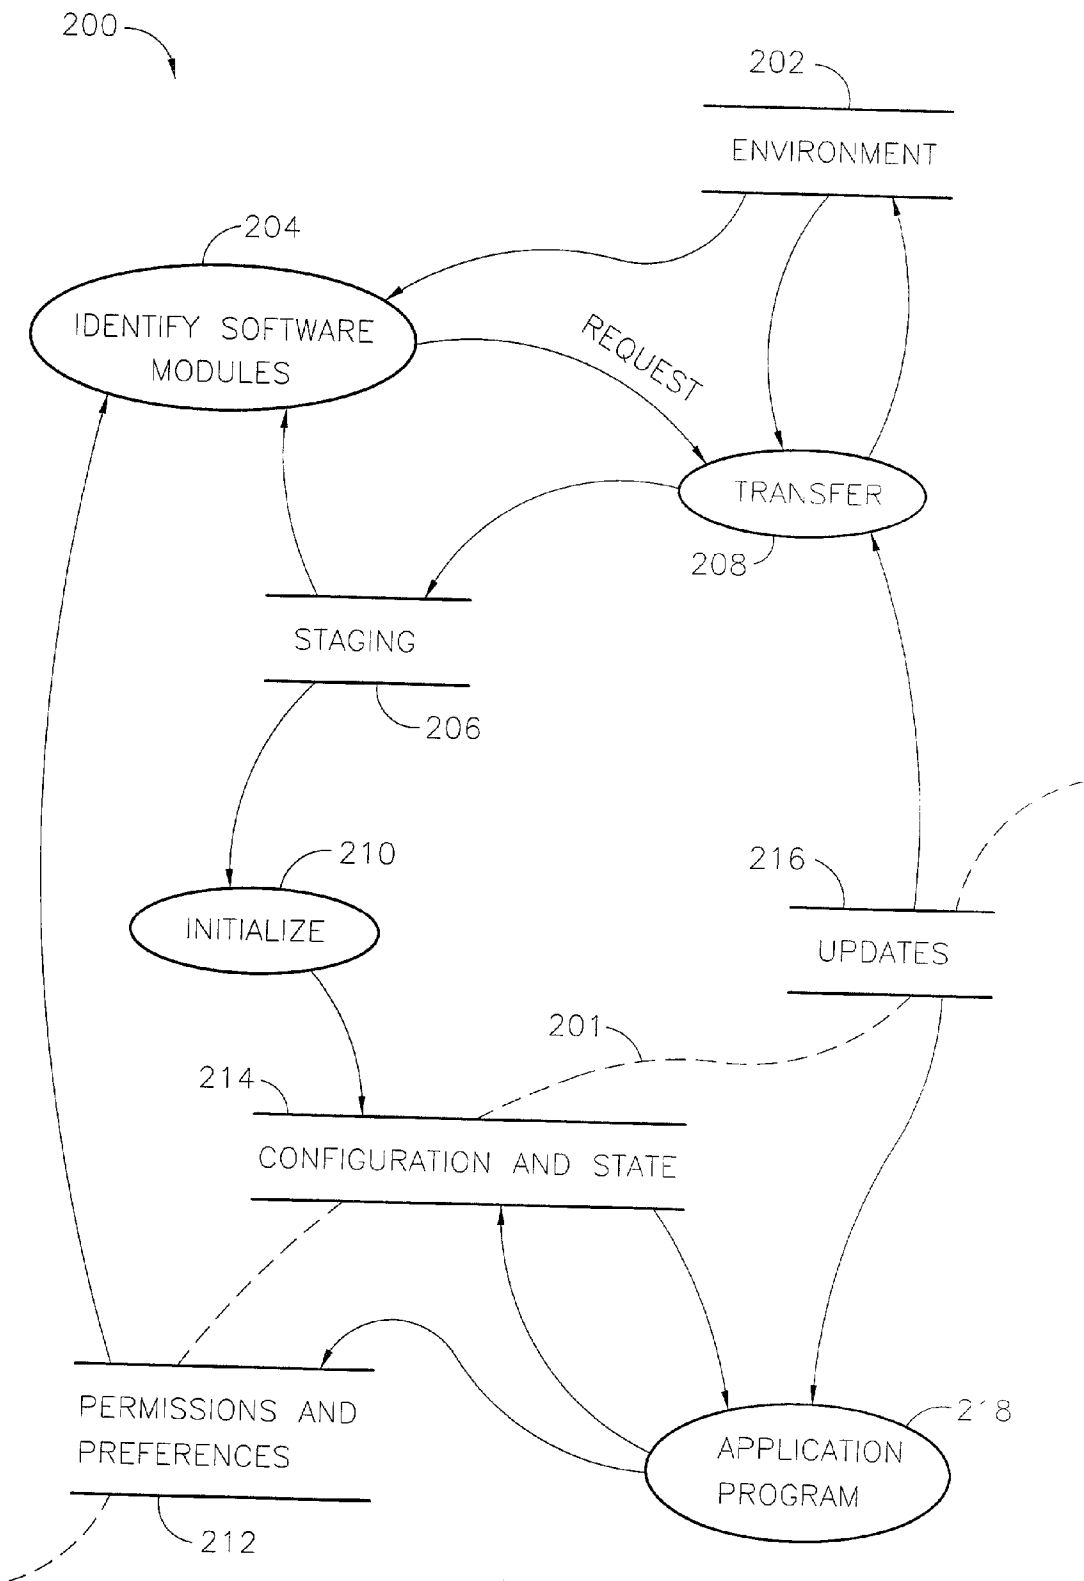 200
202
ENVIRONMENT
204
IDENTIFY SOFTWARE
MODULES
REQUEST
TRANSFER
208
STAGING
206
210
INITIALIZE
216
UPDATES
201
214
CONFIGURATION AND STATE
PERMISSIONS AND
PREFERENCES
212
218
APPLICATION
PROGRAM